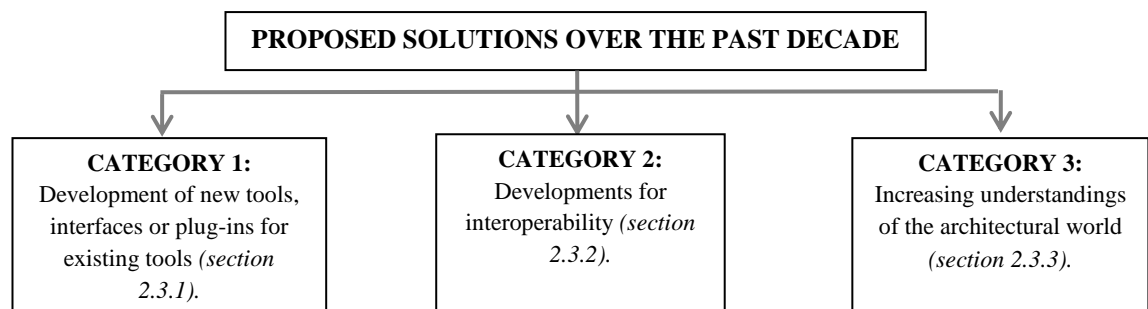 PROPOSED SOLUTIONS OVER THE PAST DECADE
CATEGORY 1:
Development of new tools,
interfaces or plug-ins for
existing tools (section
2.3.1).
CATEGORY 2:
Developments for
interoperability (section
2.3.2).
CATEGORY 3:
Increasing understandings
of the architectural world
(section 2.3.3).